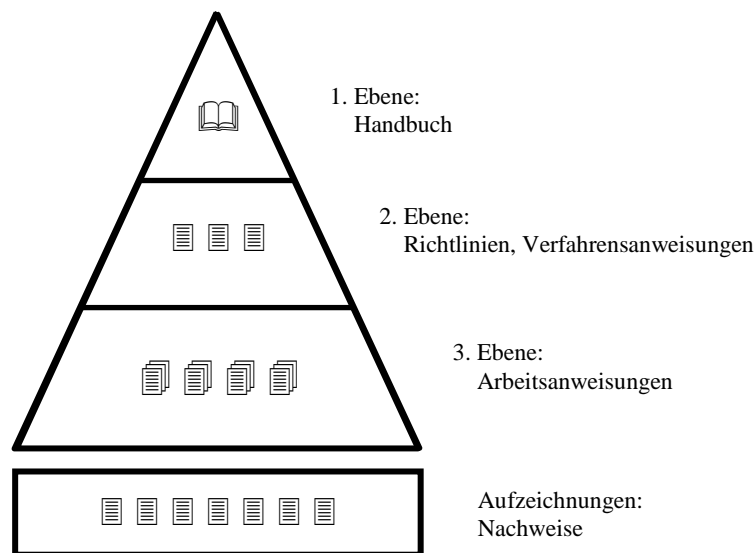 1. Ebene:
Handbuch
2. Ebene:
Richtlinien, Verfahrensanweisungen
3. Ebene:
Arbeitsanweisungen
Aufzeichnungen:
Nachweise